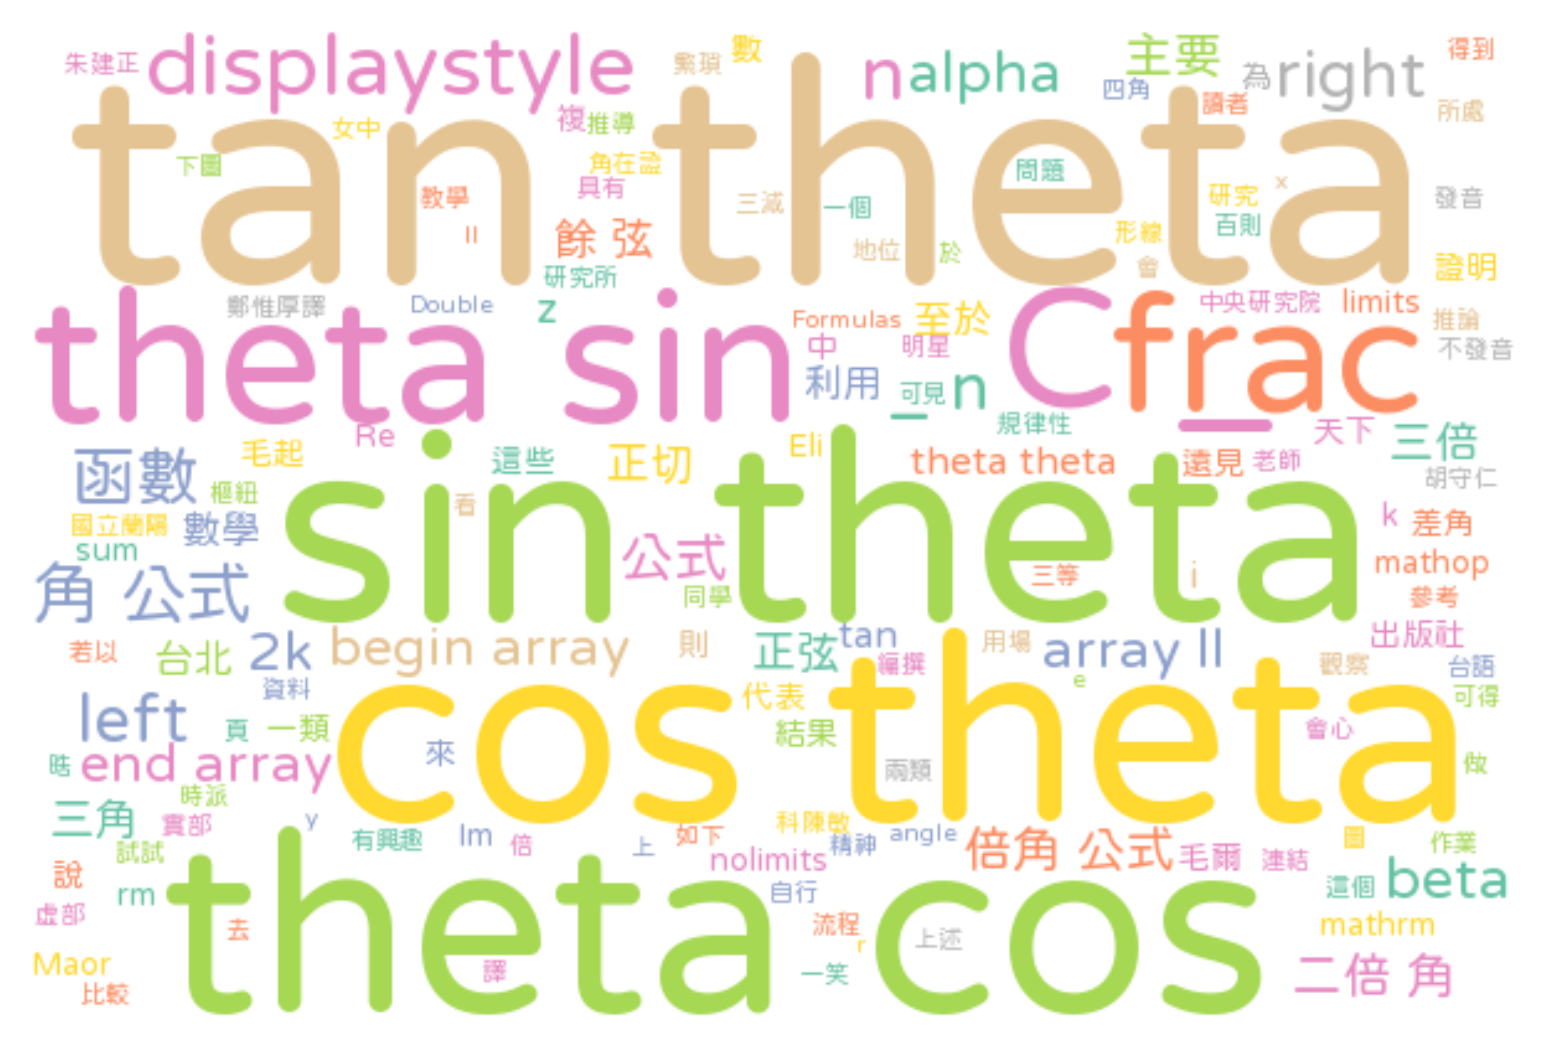 朱建正 displaystyle 繁瑣 數 nalpha 主要 四角 為 right 得到
tan theta
女中 複 推導 讀者 所處
下圖 角在證 具有 問題
教學 三減 一個 研究 x 發音
ll 餘 弦 地位 於 形線 百則
研究所 會 證明
鄭惟厚譯 Double z Formulas 至於 中央研究院 limits 推論
theta sin 中 明星 C frac 不發音
利用 可見 _n 規律性 _
函數 毛起 Re 這些 正切 Eli theta theta 遠見 老師 天下 三倍
樞紐 看 胡守仁
sin theta
國立蘭陽 數學 k 差角
sum 公式 三等 i mathop
角 公式 同學 參考
若以 台北 2k begin array 則 正弦 tan 用場 array ll 出版社
資料 編撰 e 觀察 台語
left 頁 一類 cos theta 代表 可得
結果 會心
end array 來 兩類 做
時派
三角 實部 y 有興趣 Im 倍 上 如下 科陳敏 精神 angle 倍角 公式 毛爾 連結 圖 作業
試試 nolimits
說 rm theta cos 自行 這個 beta
虛部 去 流程 r 上述 mathrm
Maor 譯 一笑 二倍 角
比較